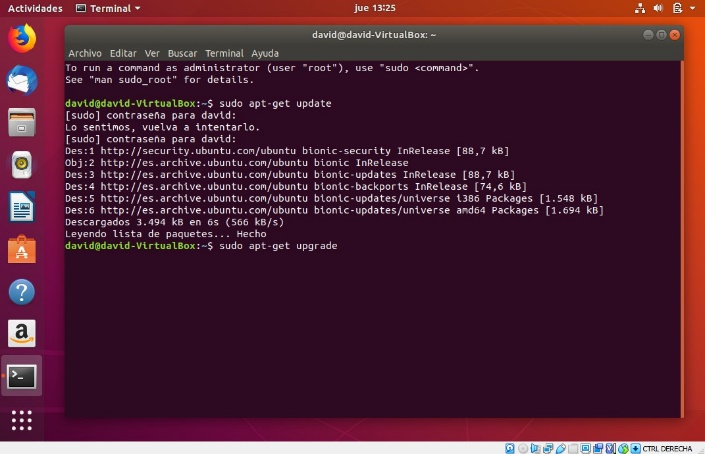 Actividades Terminal jue 13:25
david@david-VirtualBox: ~
Archivo Editar Ver Buscar Terminal Ayuda
To run a command as administrator (user "root"), use "sudo <command>".
See "man sudo_root" for details.
david@david-VirtualBox:~$ sudo apt-get update
[sudo] contraseña para david:
Lo sentimos, vuelva a intentarlo.
[sudo] contraseña para david:
Des:1 http://security.ubuntu.com/ubuntu bionic-security InRelease [88,7 kB]
Obj:2 http://es.archive.ubuntu.com/ubuntu bionic InRelease
Des:3 http://es.archive.ubuntu.com/ubuntu bionic-updates InRelease [88,7 kB]
Des:4 http://es.archive.ubuntu.com/ubuntu bionic-backports InRelease [74,6 kB]
Des:5 http://es.archive.ubuntu.com/ubuntu bionic-updates/universe i386 Packages [1.548 kB]
Des:6 http://es.archive.ubuntu.com/ubuntu bionic-updates/universe amd64 Packages [1.694 kB]
Descargados 3.494 kB en 6s (566 kB/s)
Leyendo lista de paquetes... Hecho
david@david-VirtualBox:~$ sudo apt-get upgrade
CTRL DERECHA